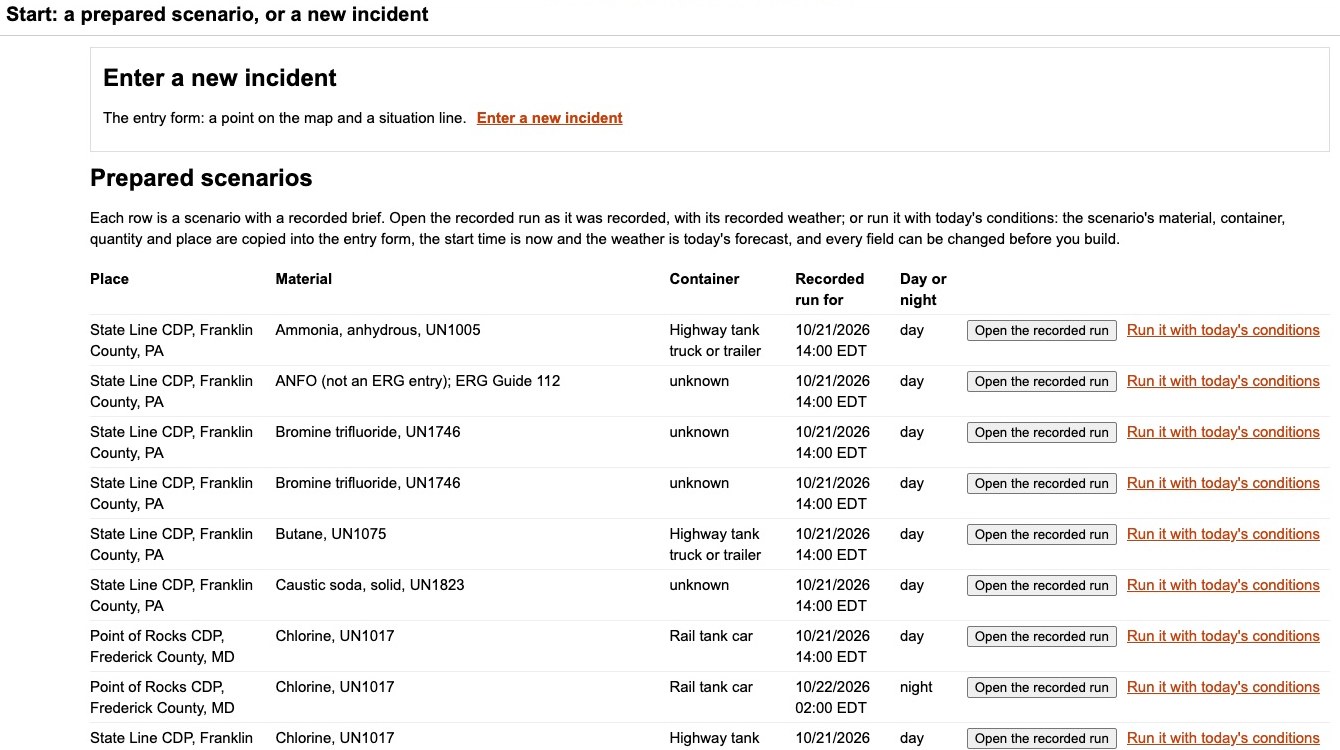 Start: a prepared scenario, or a new incident
Enter a new incident
The entry form: a point on the map and a situation line. Enter a new incident
Prepared scenarios
Each row is a scenario with a recorded brief. Open the recorded run as it was recorded, with its recorded weather; or run it with today's conditions: the scenario's material, container,
quantity and place are copied into the entry form, the start time is now and the weather is today's forecast, and every field can be changed before you build.
Place Material Container Recorded Day or
run for night
State Line CDP, Franklin Ammonia, anhydrous, UN1005 Highway tank 10/21/2026 day Open the recorded run Run it with today's conditions
County, PA truck or trailer 14:00 EDT
State Line CDP, Franklin ANFO (not an ERG entry); ERG Guide 112 unknown 10/21/2026 day Open the recorded run Run it with today's conditions
County, PA 14:00 EDT
State Line CDP, Franklin Bromine trifluoride, UN1746 unknown 10/21/2026 day Open the recorded run Run it with today's conditions
County, PA 14:00 EDT
State Line CDP, Franklin Bromine trifluoride, UN1746 unknown 10/21/2026 day Open the recorded run Run it with today's conditions
County, PA 14:00 EDT
State Line CDP, Franklin Butane, UN1075 Highway tank 10/21/2026 day Open the recorded run Run it with today's conditions
County, PA truck or trailer 14:00 EDT
State Line CDP, Franklin Caustic soda, solid, UN1823 unknown 10/21/2026 day Open the recorded run Run it with today's conditions
County, PA 14:00 EDT
Point of Rocks CDP, Chlorine, UN1017 Rail tank car 10/21/2026 day Open the recorded run Run it with today's conditions
Frederick County, MD 14:00 EDT
Point of Rocks CDP, Chlorine, UN1017 Rail tank car 10/22/2026 night Open the recorded run Run it with today's conditions
Frederick County, MD 02:00 EDT
State Line CDP, Franklin Chlorine, UN1017 Highway tank 10/21/2026 day Open the recorded run Run it with today's conditions